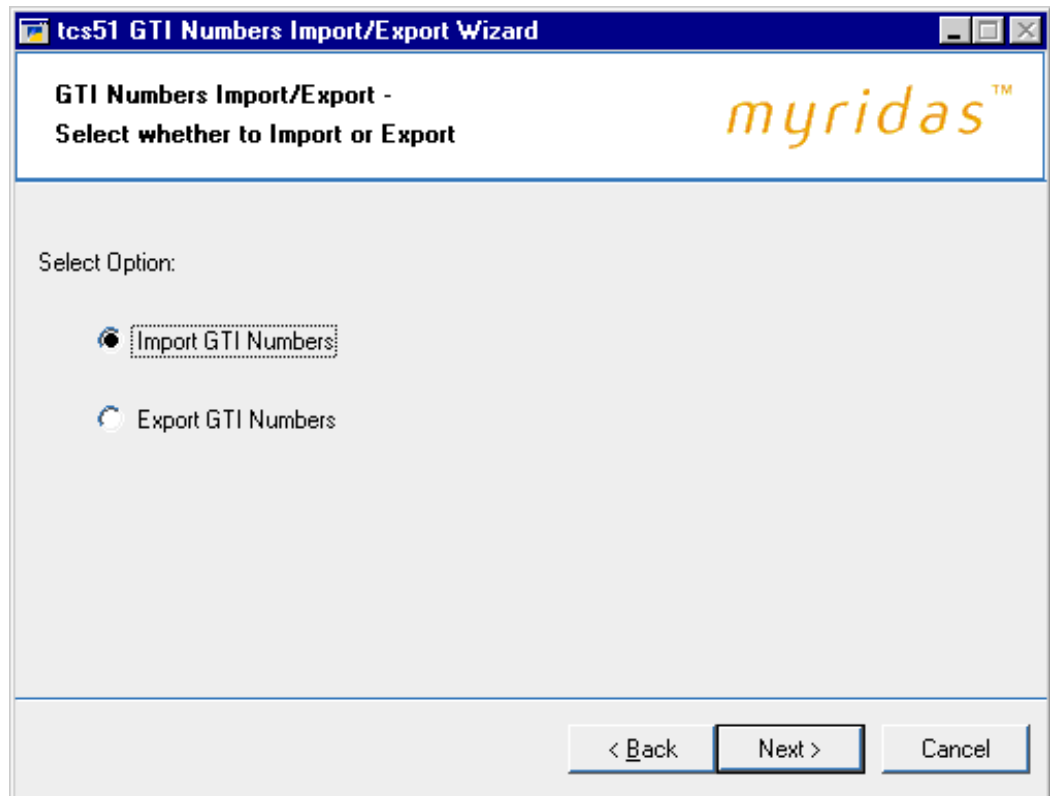 tcs51 GTI Numbers Import/Export Wizard
GTI Numbers Import/Export -
Select whether to Import or Export
myridas™
Select Option:
Import GTI Numbers
Export GTI Numbers
< Back
Next >
Cancel